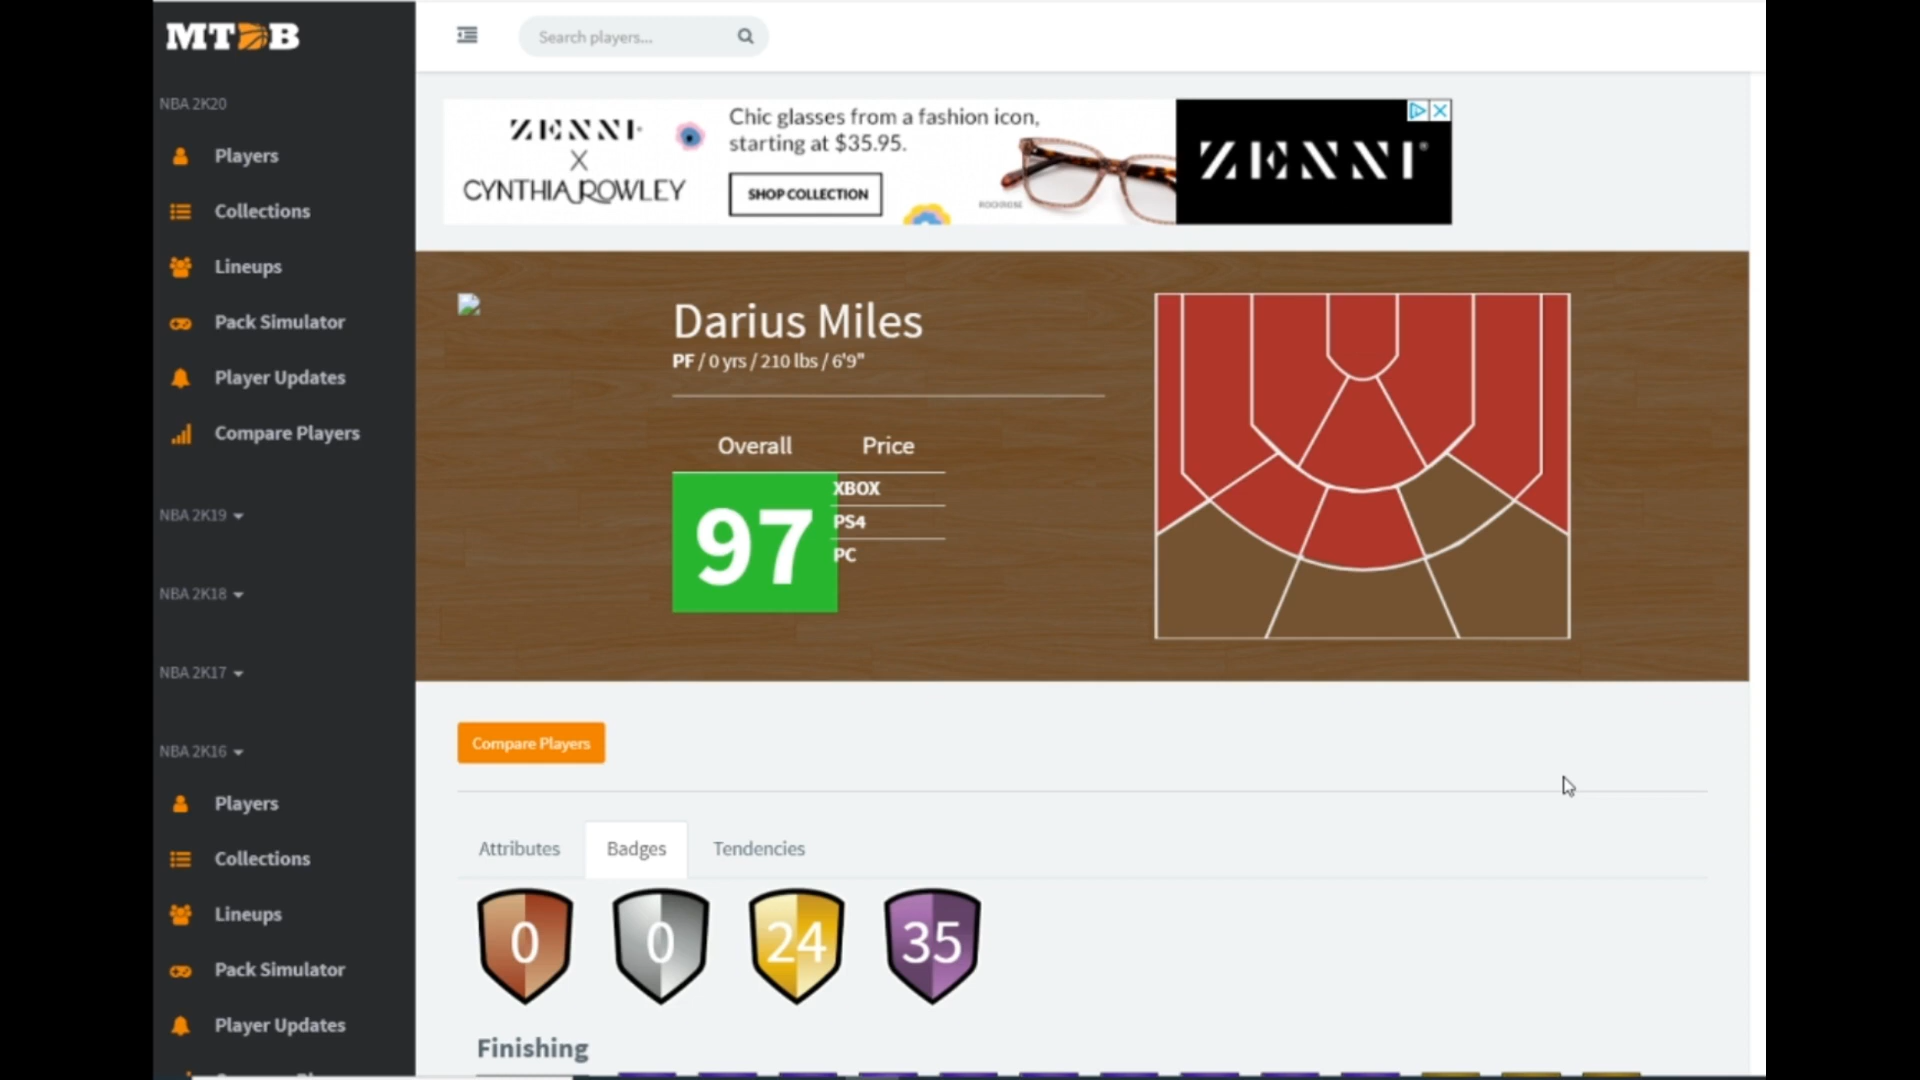 MTDB
Search players...
NBA 2K20
Players
Collections
Lineups
Pack Simulator
Player Updates
Compare Players
NBA 2K19
NBA 2K18
NBA 2K17
NBA 2K16
Players
Collections
Lineups
Pack Simulator
Player Updates
ZENNI
X
CYNTHIA ROWLEY
Chic glasses from a fashion icon,
starting at $35.95.
SHOP COLLECTION
ROCKROSE
ZENNI®
Darius Miles
PF / 0 yrs / 210 lbs / 6'9"
Overall Price
97
XBOX
PS4
PC
Compare Players
Attributes Badges Tendencies
0 0 24 35
Finishing